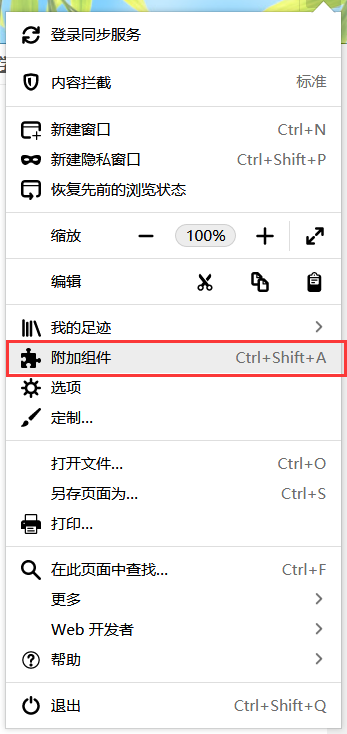 登录同步服务
内容拦截 标准
新建窗口 Ctrl+N
新建隐私窗口 Ctrl+Shift+P
恢复先前的浏览状态
缩放 100%
编辑
我的足迹
附加组件 Ctrl+Shift+A
选项
定制...
打开文件... Ctrl+O
另存页面为... Ctrl+S
打印...
在此页面中查找... Ctrl+F
更多
Web 开发者
帮助
退出 Ctrl+Shift+Q